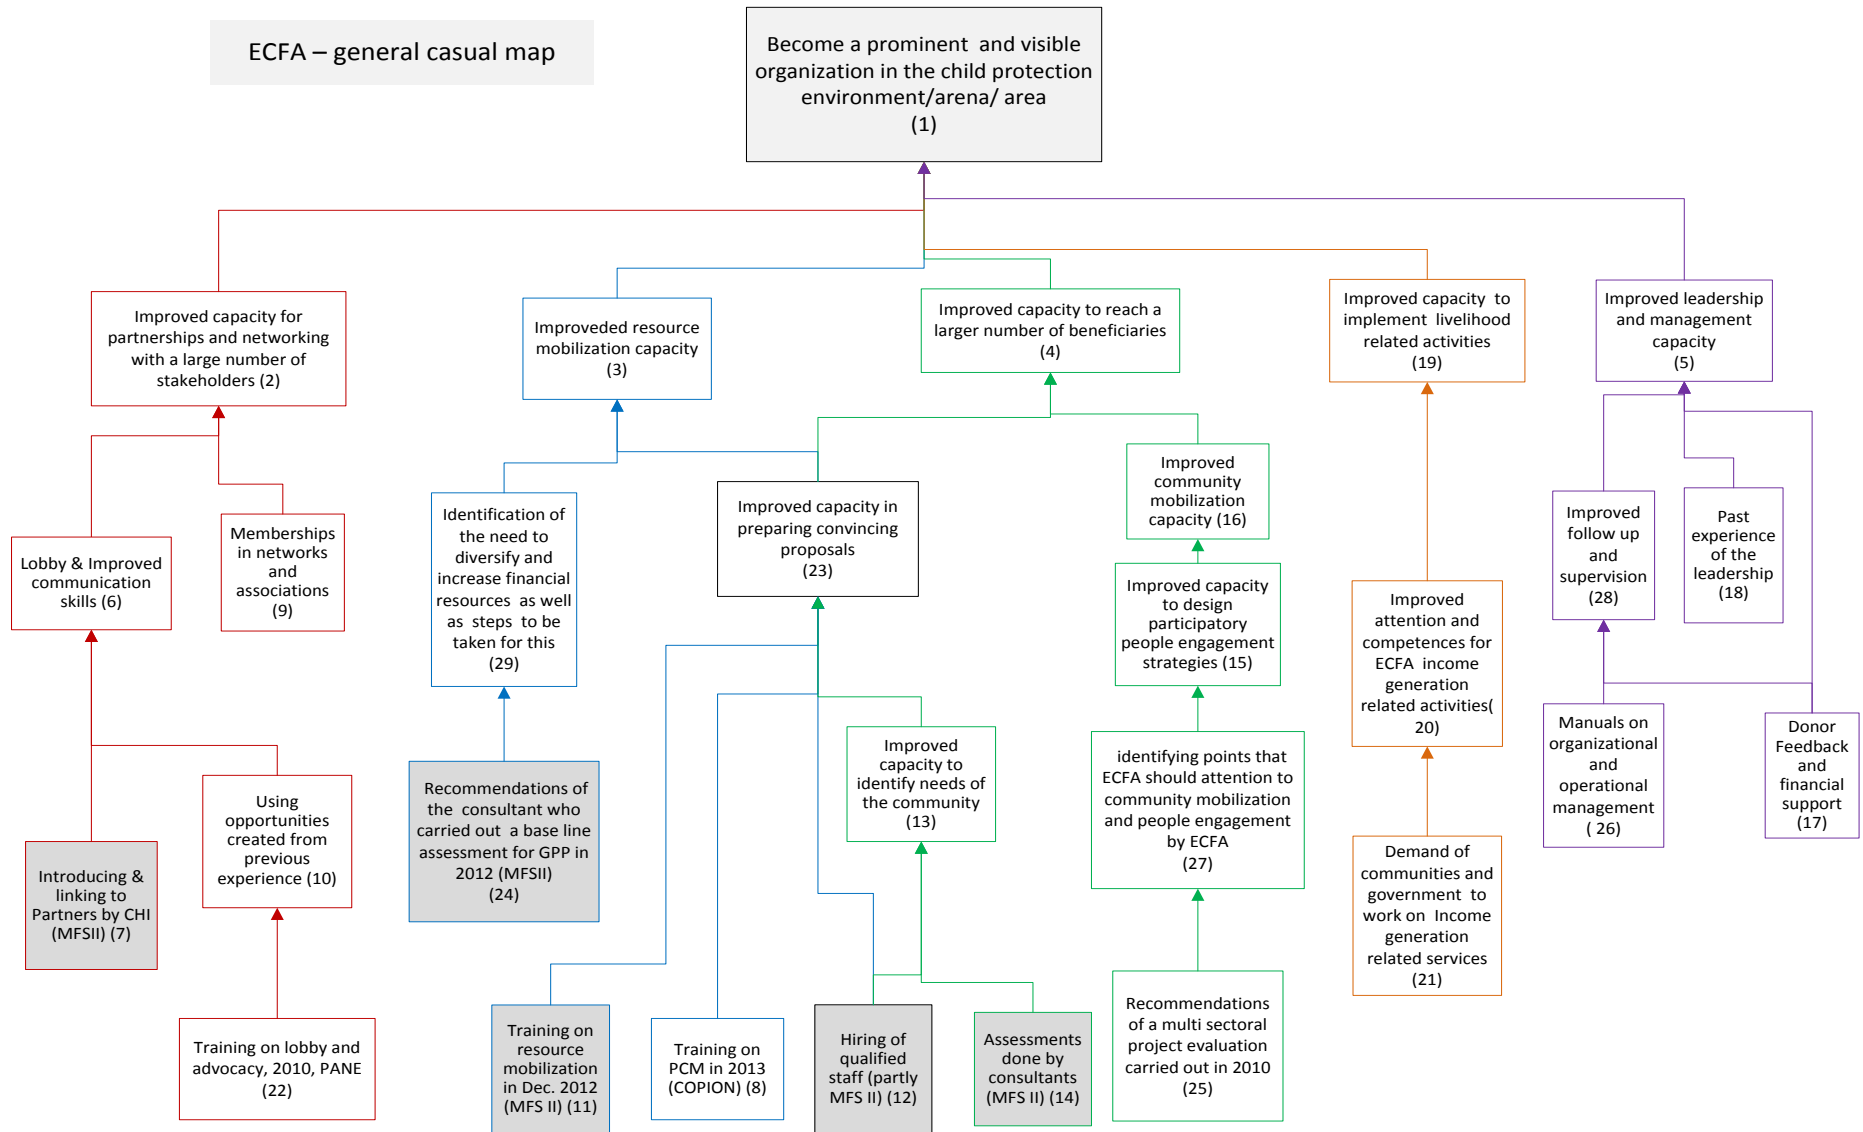 ECFA – general casual map
Become a prominent and visible
organization in the child protection
environment/arena/ area
(1)
Improved capacity for
partnerships and networking
with a large number of
stakeholders (2)
Improveded resource
mobilization capacity
(3)
Improved capacity to reach a
larger number of beneficiaries
(4)
Improved capacity to
implement livelihood
related activities
(19)
Improved leadership
and management
capacity
(5)
Lobby & Improved
communication
skills (6)
Memberships
in networks
and
associations
(9)
Identification of
the need to
diversify and
increase financial
resources as well
as steps to be
taken for this
(29)
Improved capacity in
preparing convincing
proposals
(23)
Improved
community
mobilization
capacity (16)
Improved capacity
to design
participatory
people engagement
strategies (15)
Improved
attention and
competences for
ECFA income
generation
related activities(
20)
Improved
follow up and
supervision
(28)
Past
experience
of the
leadership
(18)
Using
opportunities
created from
previous
experience (10)
Introducing &
linking to
Partners by CHI
(MFSII) (7)
Recommendations of
the consultant who
carried out a base line
assessment for GPP in
2012 (MFSII)
(24)
Improved
capacity to
identify needs of
the community
(13)
identifying points that
ECFA should attention to
community mobilization
and people engagement
by ECFA
(27)
Demand of
communities and
government to
work on Income
generation
related services
(21)
Manuals on
organizational
and
operational
management
( 26)
Donor
Feedback
and
financial
support
(17)
Training on lobby and
advocacy, 2010, PANE
(22)
Training on
resource
mobilization
in Dec. 2012
(MFS II) (11)
Training on
PCM in 2013
(COPION) (8)
Hiring of
qualified
staff (partly
MFS II) (12)
Assessments
done by
consultants
(MFS II) (14)
Recommendations
of a multi sectoral
project evaluation
carried out in 2010
(25)